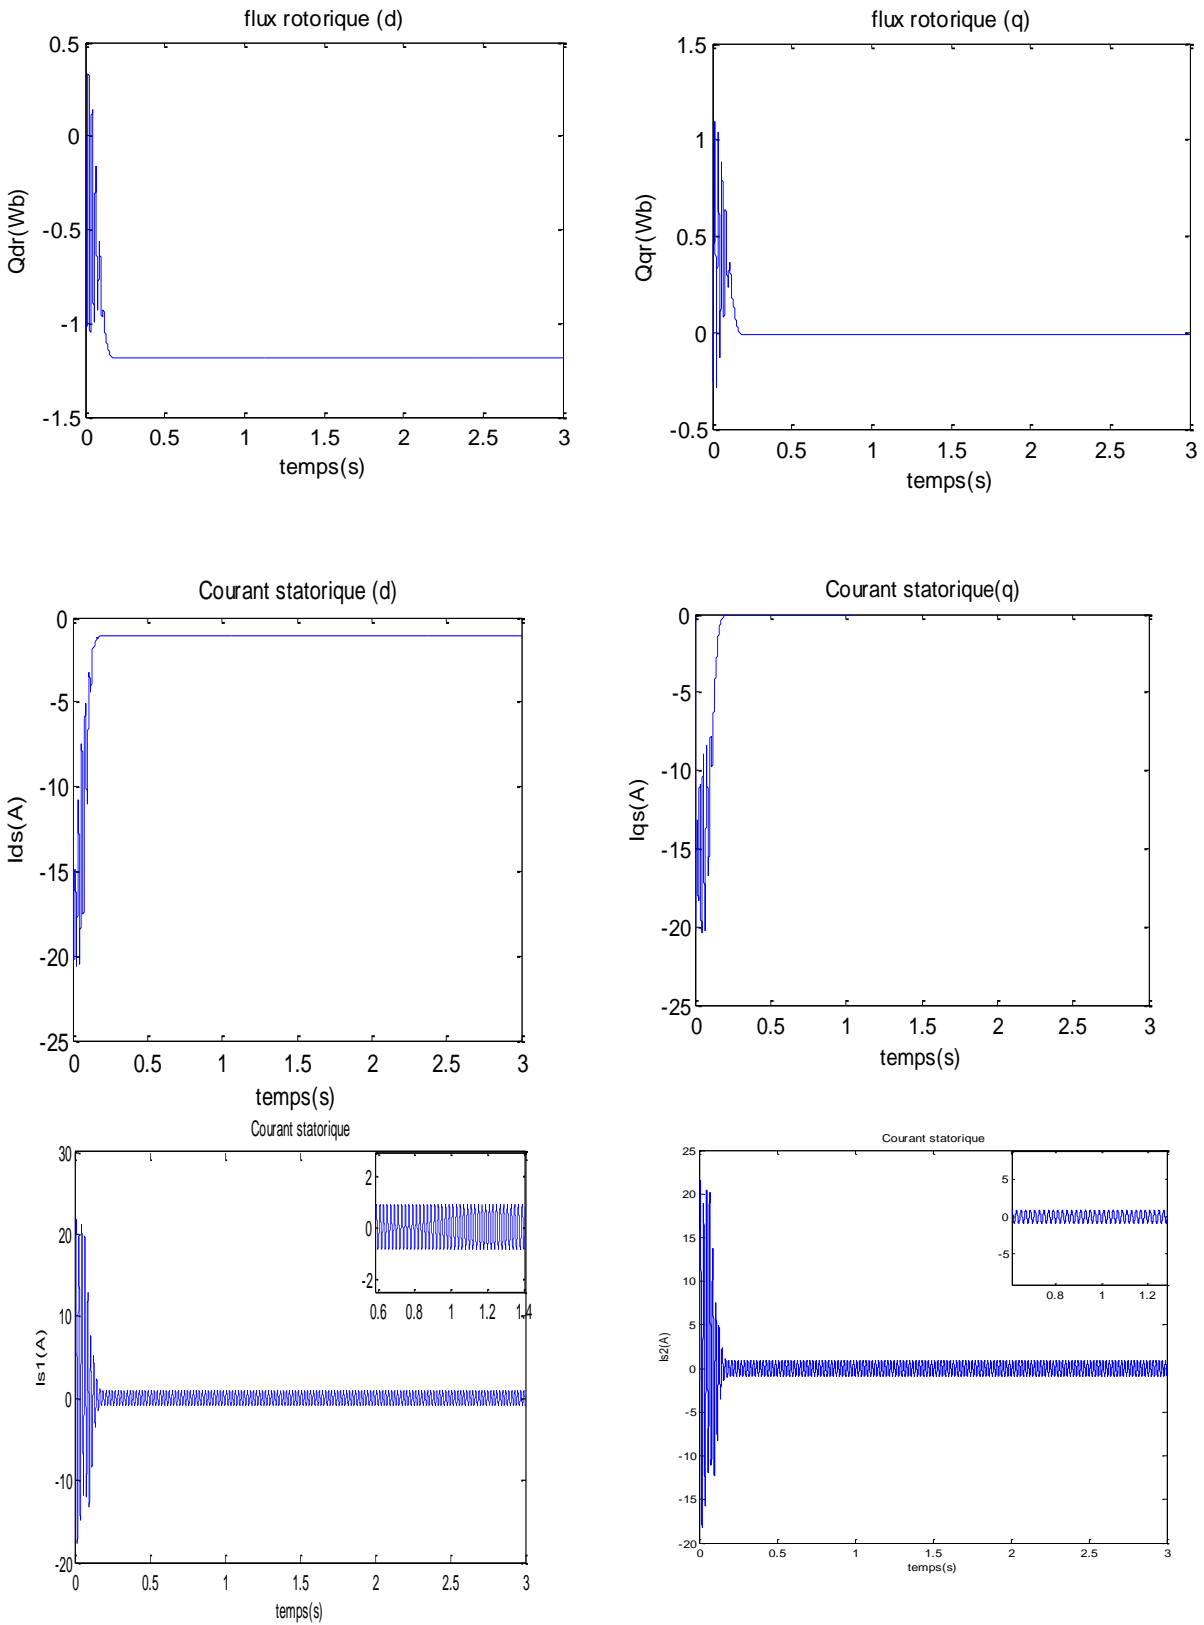 flux rotorique (d)
0.5
0
-0.5
-1
-1.5
Qdr(Wb)
0 0.5 1 1.5 2 2.5 3
temps(s)
flux rotorique (q)
1.5
1
0.5
0
-0.5
Qqr(Wb)
0 0.5 1 1.5 2 2.5 3
temps(s)
Courant statorique (d)
0
-5
-10
-15
-20
-25
Ids(A)
0 0.5 1 1.5 2 2.5 3
temps(s)
Courant statorique(q)
0
-5
-10
-15
-20
-25
Iqs(A)
0 0.5 1 1.5 2 2.5 3
temps(s)
Courant statorique
30
20
10
0
-10
-20
Is1(A)
0 0.5 1 1.5 2 2.5 3
temps(s)
2
0
-2
0.6 0.8 1 1.2 1.4
Courant statorique
25
20
15
10
5
0
-5
-10
-15
-20
Is2(A)
0 0.5 1 1.5 2 2.5 3
temps(s)
5
0
-5
0.8 1 1.2